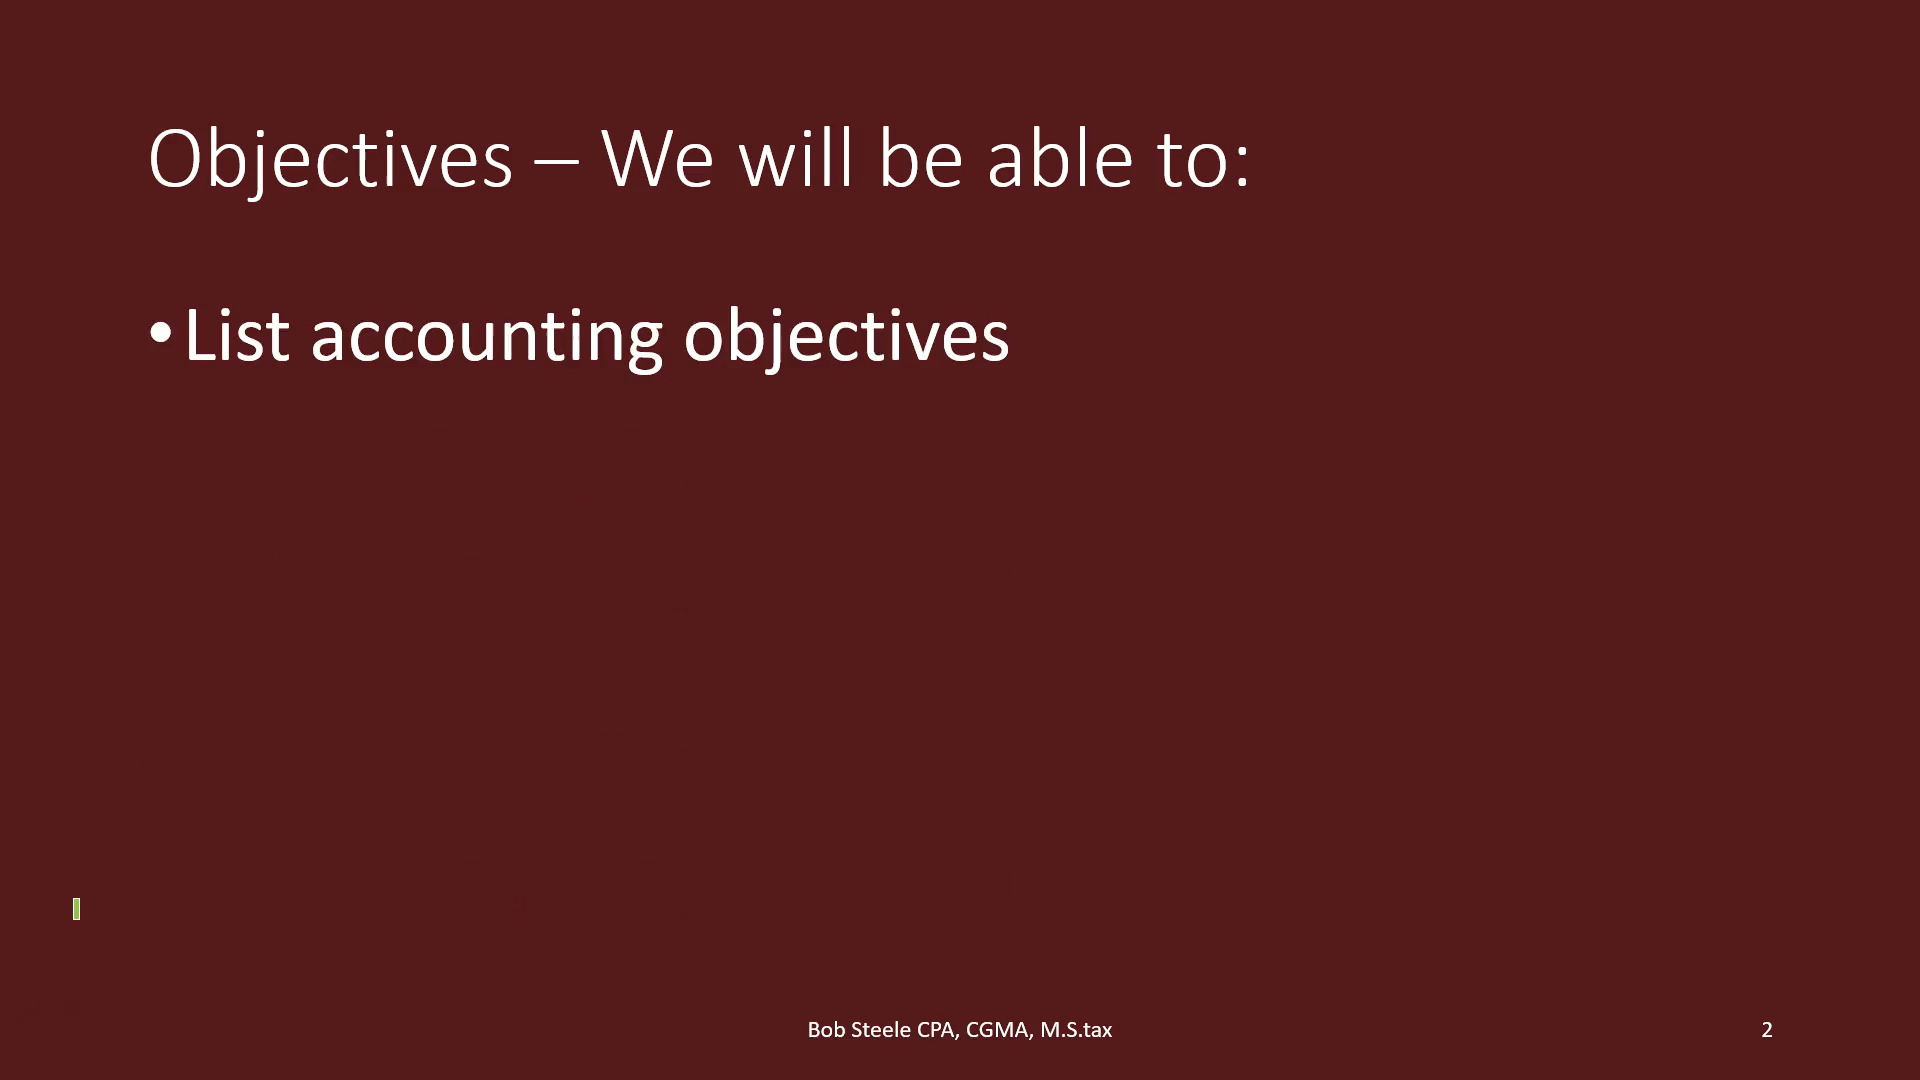 Objectives – We will be able to:
•List accounting objectives
Bob Steele CPA, CGMA, M.S.tax
2